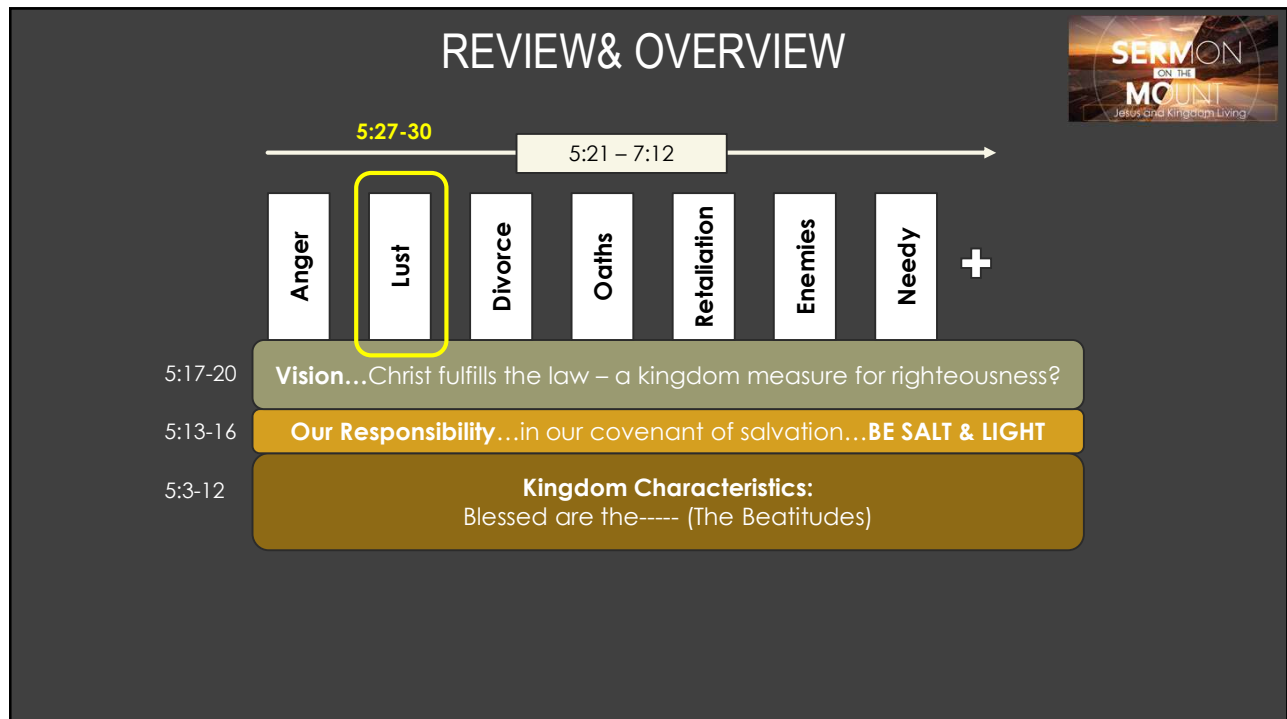 REVIEW& OVERVIEW
SERMON
ON THE
MOUNT
Jesus and Kingdom Living
5:27-30
5:21 – 7:12
Anger
Lust
Divorce
Oaths
Retaliation
Enemies
Needy
+
5:17-20
Vision…Christ fulfills the law – a kingdom measure for righteousness?
5:13-16
Our Responsibility…in our covenant of salvation…BE SALT & LIGHT
5:3-12
Kingdom Characteristics:
Blessed are the----- (The Beatitudes)